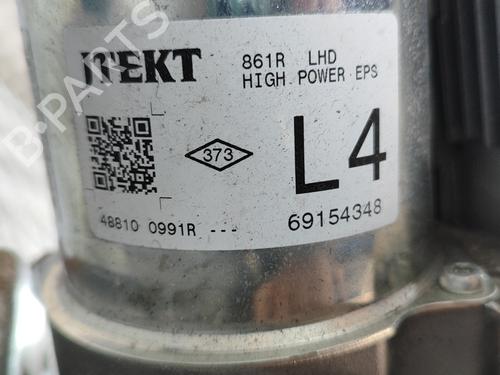 JTEKT
861R LHD
HIGH POWER EPS
373
L4
48810 0991R ---
69154348
B-PARTS